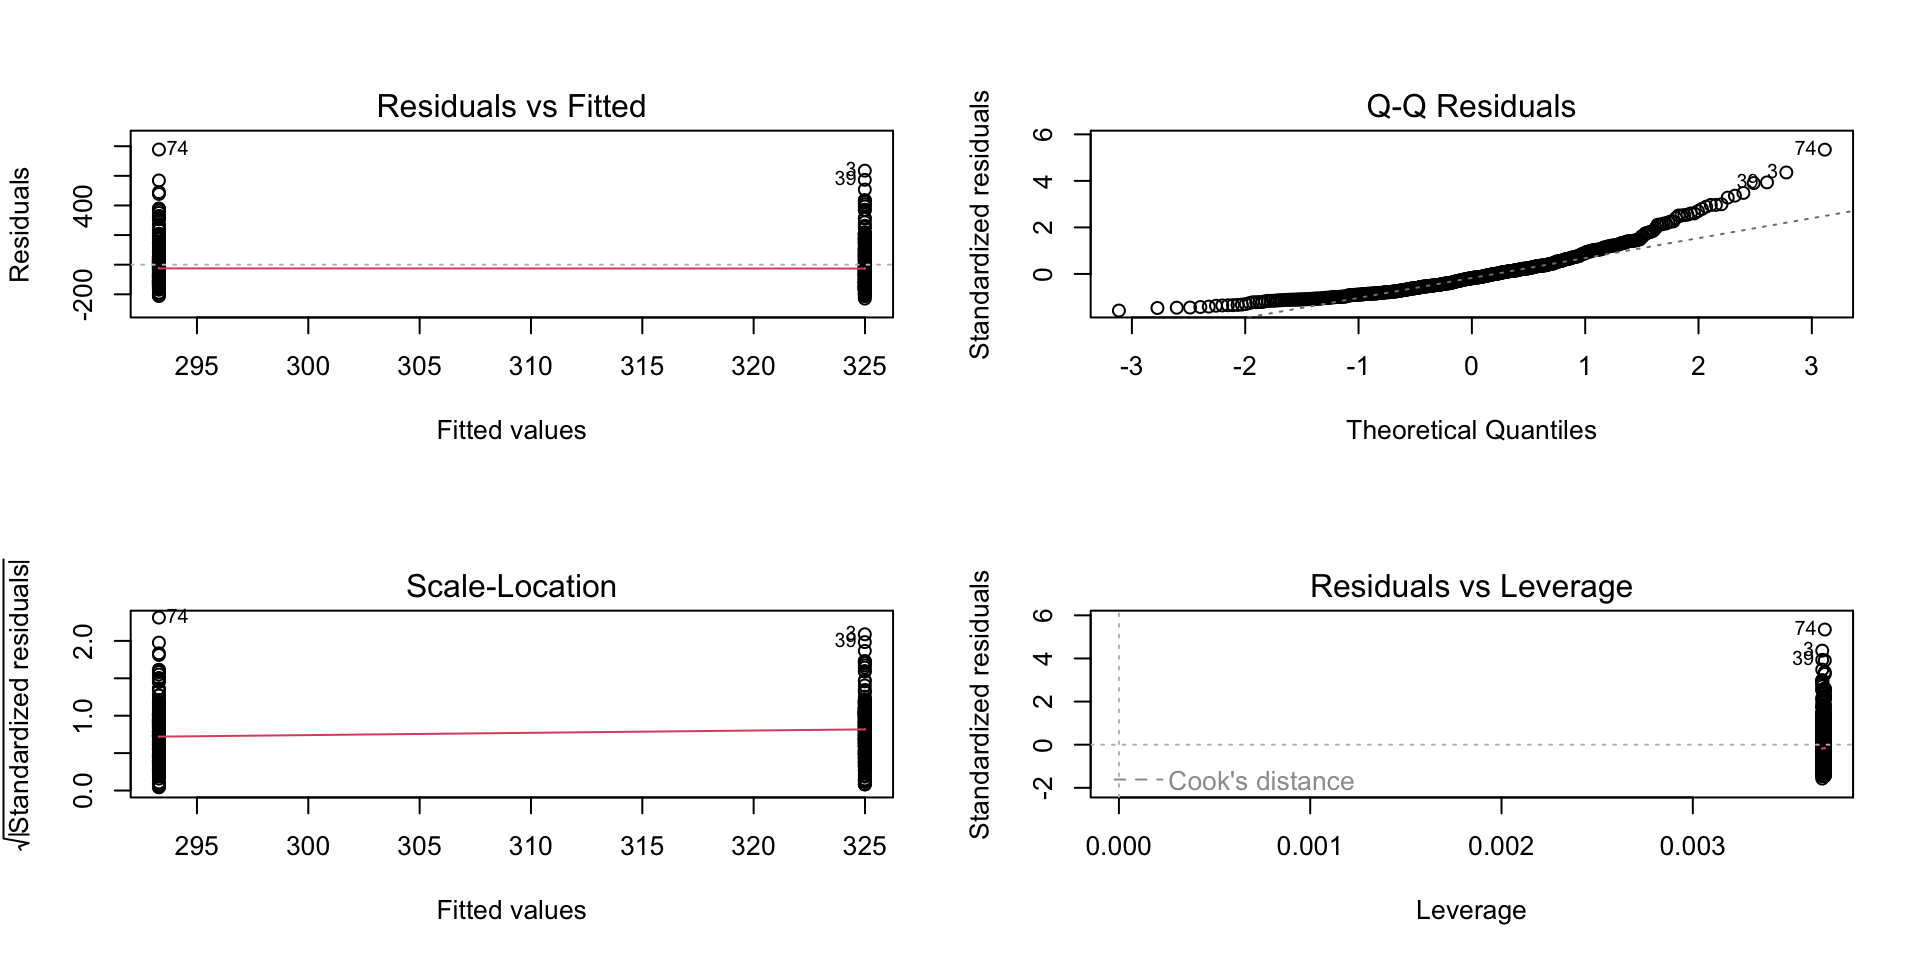 Residuals vs Fitted
Residuals
-200
400
74
3
39
295 300 305 310 315 320 325
Fitted values
Q-Q Residuals
Standardized residuals
0 2 4 6
74
3
39
-3 -2 -1 0 1 2 3
Theoretical Quantiles
Scale-Location
√|Standardized residuals|
0.0 1.0 2.0
74
3
39
295 300 305 310 315 320 325
Fitted values
Residuals vs Leverage
Standardized residuals
-2 0 2 4 6
74
3
39
Cook's distance
0.000 0.001 0.002 0.003
Leverage